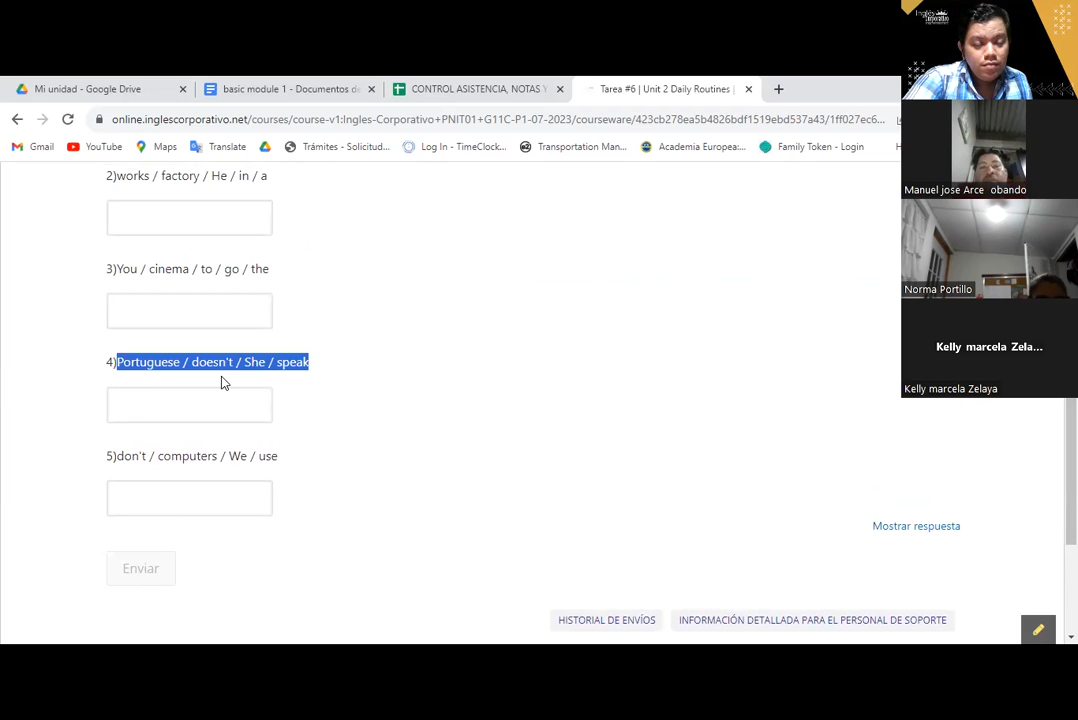 Mi unidad - Google Drive
basic module 1 - Documentos de
CONTROL ASISTENCIA, NOTAS Y
Tarea #6 | Unit 2 Daily Routines |
online.inglescorporativo.net/courses/course-v1:Ingles-Corporativo+PNIT01+G11C-P1-07-2023/courseware/423cb278ea5b4826bdf1519ebd537a43/1ff027ec6...
Gmail
YouTube
Maps
Translate
Trámites - Solicitud...
Log In - TimeClock...
Transportation Man...
Academia Europea:...
Family Token - Login
2)works / factory / He / in / a
3)You / cinema / to / go / the
4)Portuguese / doesn't / She / speak
5)don't / computers / We / use
Mostrar respuesta
Enviar
HISTORIAL DE ENVÍOS
INFORMACIÓN DETALLADA PARA EL PERSONAL DE SOPORTE
Inglés
Corporativo
Manuel jose Arce obando
Norma Portillo
Kelly marcela Zela...
Kelly marcela Zelaya